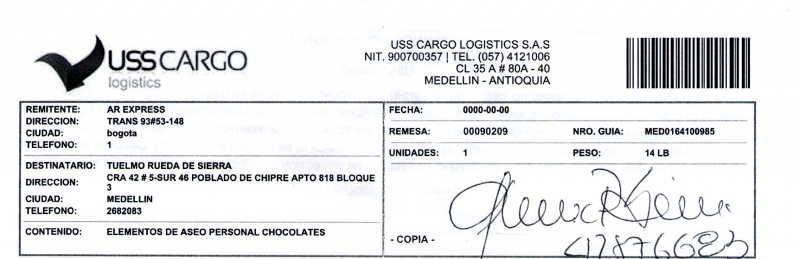 USS CARGO
logistics
USS CARGO LOGISTICS S.A.S
NIT. 900700357 | TEL. (057) 4121006
CL 35 A # 80A - 40
MEDELLIN - ANTIOQUIA
REMITENTE: AR EXPRESS
DIRECCION: TRANS 93#53-148
CIUDAD: bogota
TELEFONO: 1
FECHA: 0000-00-00
REMESA: 00090209 NRO. GUIA: MED0164100985
UNIDADES: 1 PESO: 14 LB
DESTINATARIO: TUELMO RUEDA DE SIERRA
DIRECCION: CRA 42 # 5-SUR 46 POBLADO DE CHIPRE APTO 818 BLOQUE
3
CIUDAD: MEDELLIN
TELEFONO: 2682083
CONTENIDO: ELEMENTOS DE ASEO PERSONAL CHOCOLATES
- COPIA -